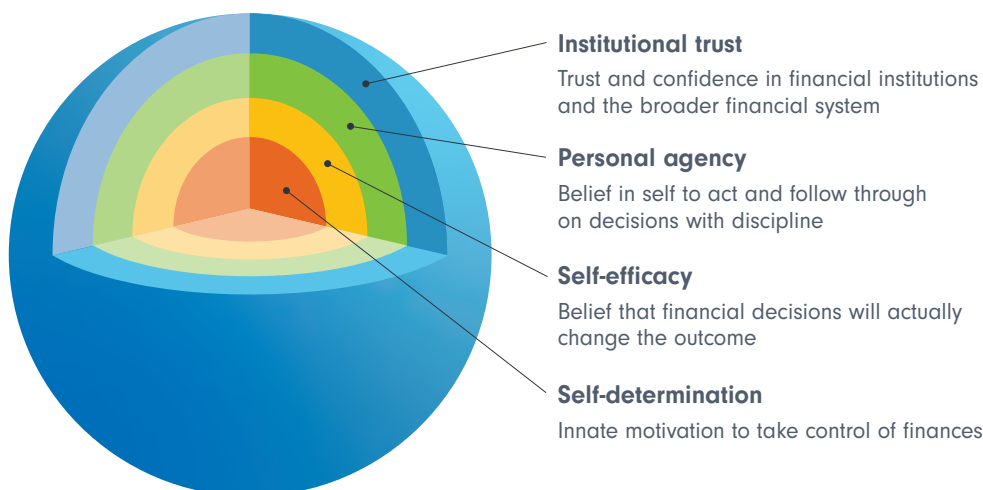 Institutional trust
Trust and confidence in financial institutions
and the broader financial system
Personal agency
Belief in self to act and follow through
on decisions with discipline
Self-efficacy
Belief that financial decisions will actually
change the outcome
Self-determination
Innate motivation to take control of finances